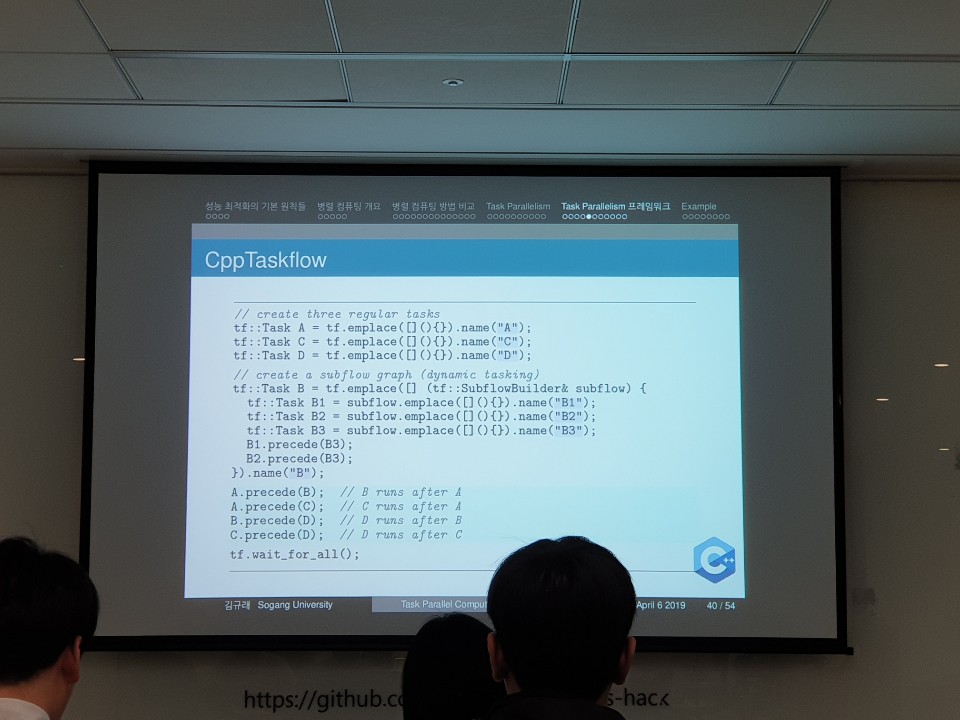 성능 최적화의 기본 원칙들 병렬 컴퓨팅 개요 병렬 컴퓨팅 방법 비교 Task Parallelism Task Parallelism 프레임워크 Example
CppTaskflow
// create three regular tasks
tf::Task A = tf.emplace([](){}).name("A");
tf::Task C = tf.emplace([](){}).name("C");
tf::Task D = tf.emplace([](){}).name("D");
// create a subflow graph (dynamic tasking)
tf::Task B = tf.emplace([] (tf::SubflowBuilder& subflow) {
tf::Task B1 = subflow.emplace([](){}).name("B1");
tf::Task B2 = subflow.emplace([](){}).name("B2");
tf::Task B3 = subflow.emplace([](){}).name("B3");
B1.precede(B3);
B2.precede(B3);
}).name("B");
A.precede(B); // B runs after A
A.precede(C); // C runs after A
B.precede(D); // D runs after B
C.precede(D); // D runs after C
tf.wait_for_all();
C++
김규래 Sogang University Task Parallel Comput April 6 2019 40 / 54
https://github.c s-hack